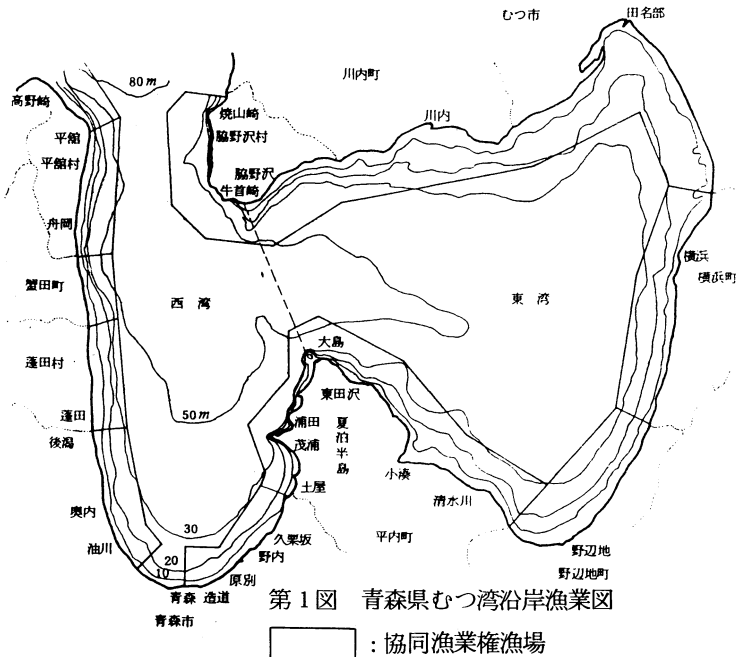 むつ市
田名部
80m
川内町
高野崎
焼山崎
川内
平舘
脇野沢村
平舘村
脇野沢
牛首崎
舟岡
横浜
横浜町
蟹田町
西湾
東湾
大島
蓬田村
東田沢
50m
蓬田
浦田
夏泊半島
後潟
茂浦
小湊
土屋
清水川
奥内
30
平内町
久栗坂
油川
野内
野辺地
20
10
原別
野辺地町
青森
造道
第1図 青森県むつ湾沿岸漁業図
青森市
:協同漁業権漁場